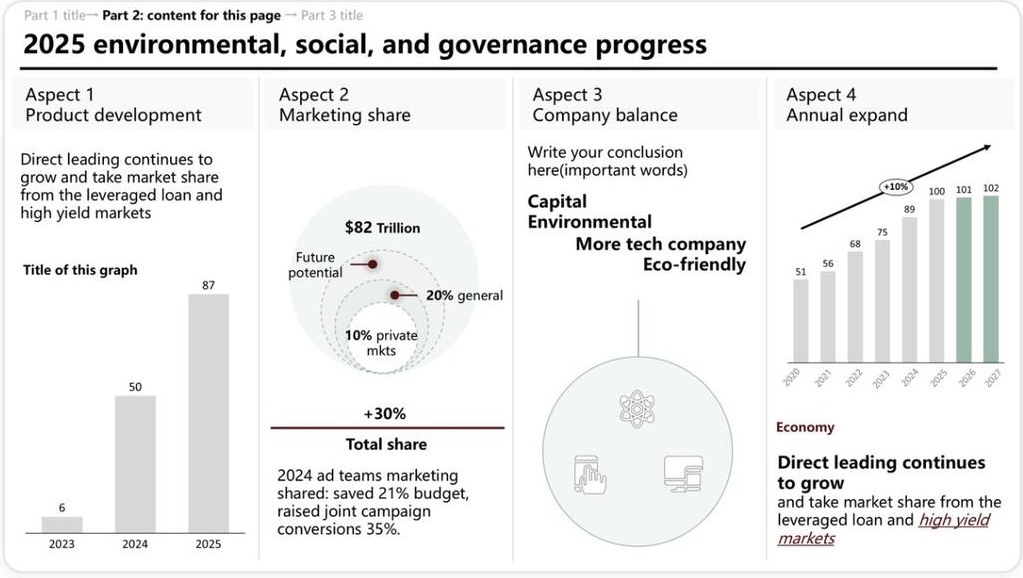 Part 1 title→ Part 2: content for this page → Part 3 title
2025 environmental, social, and governance progress
Aspect 1
Product development
Direct leading continues to
grow and take market share
from the leveraged loan and
high yield markets
Title of this graph
87
50
6
2023
2024
2025
Aspect 2
Marketing share
$82 Trillion
Future
potential
20% general
10% private
mkts
+30%
Total share
2024 ad teams marketing
shared: saved 21% budget,
raised joint campaign
conversions 35%.
Aspect 3
Company balance
Write your conclusion
here(important words)
Capital
Environmental
More tech company
Eco-friendly
Aspect 4
Annual expand
+10%
51
56
68
75
89
100
101
102
2020
2021
2022
2023
2024
2025
2026
2027
Economy
Direct leading continues
to grow
and take market share from the
leveraged loan and high yield
markets